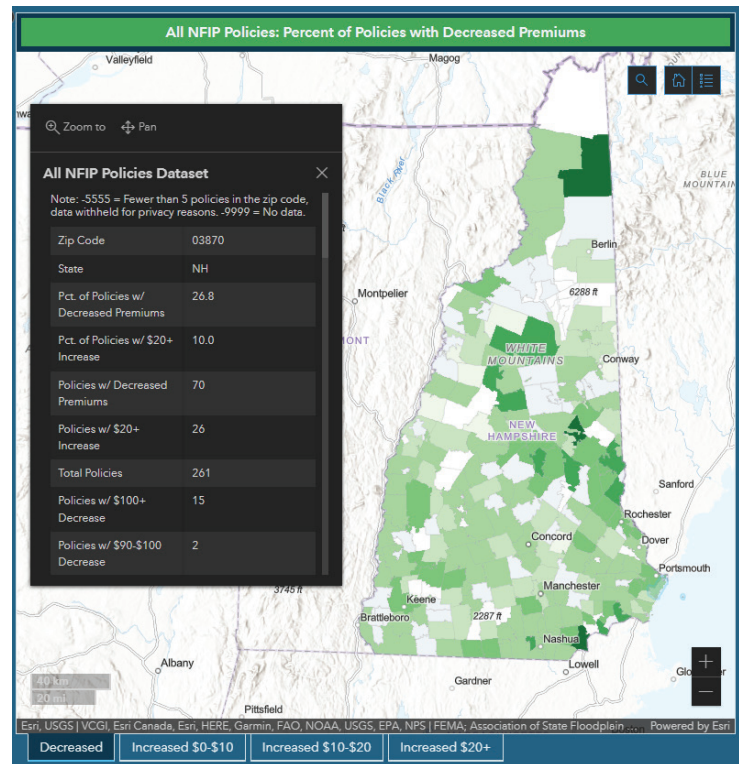 All NFIP Policies: Percent of Policies with Decreased Premiums
Valleyfield
Magog
Zoom to
Pan
All NFIP Policies Dataset
Note: -5555 = Fewer than 5 policies in the zip code,
data withheld for privacy reasons. -9999 = No data.
Zip Code 03870
State NH
Pct. of Policies w/ 26.8
Decreased Premiums
Pct. of Policies w/ $20+ 10.0
Increase
Policies w/ Decreased 70
Premiums
Policies w/ $20+ 26
Increase
Total Policies 261
Policies w/ $100+ 15
Decrease
Policies w/ $90-$100 2
Decrease
Black River
BLUE
Berlin
Montpelier
6288 ft
WHITE
MOUNTAINS
Conway
NEW
HAMPSHIRE
Sanford
Rochester
Concord
Dover
Portsmouth
3745 ft
Manchester
Keene
Brattleboro
2287 ft
Nashua
Albany
Lowell
40 km
20 mi
Gardner
Pittsfield
Esri, USGS | VCGI, Esri Canada, Esri, HERE, Garmin, FAO, NOAA, USGS, EPA, NPS | FEMA; Association of State Floodplain
Powered by Esri
Decreased
Increased $0-$10
Increased $10-$20
Increased $20+